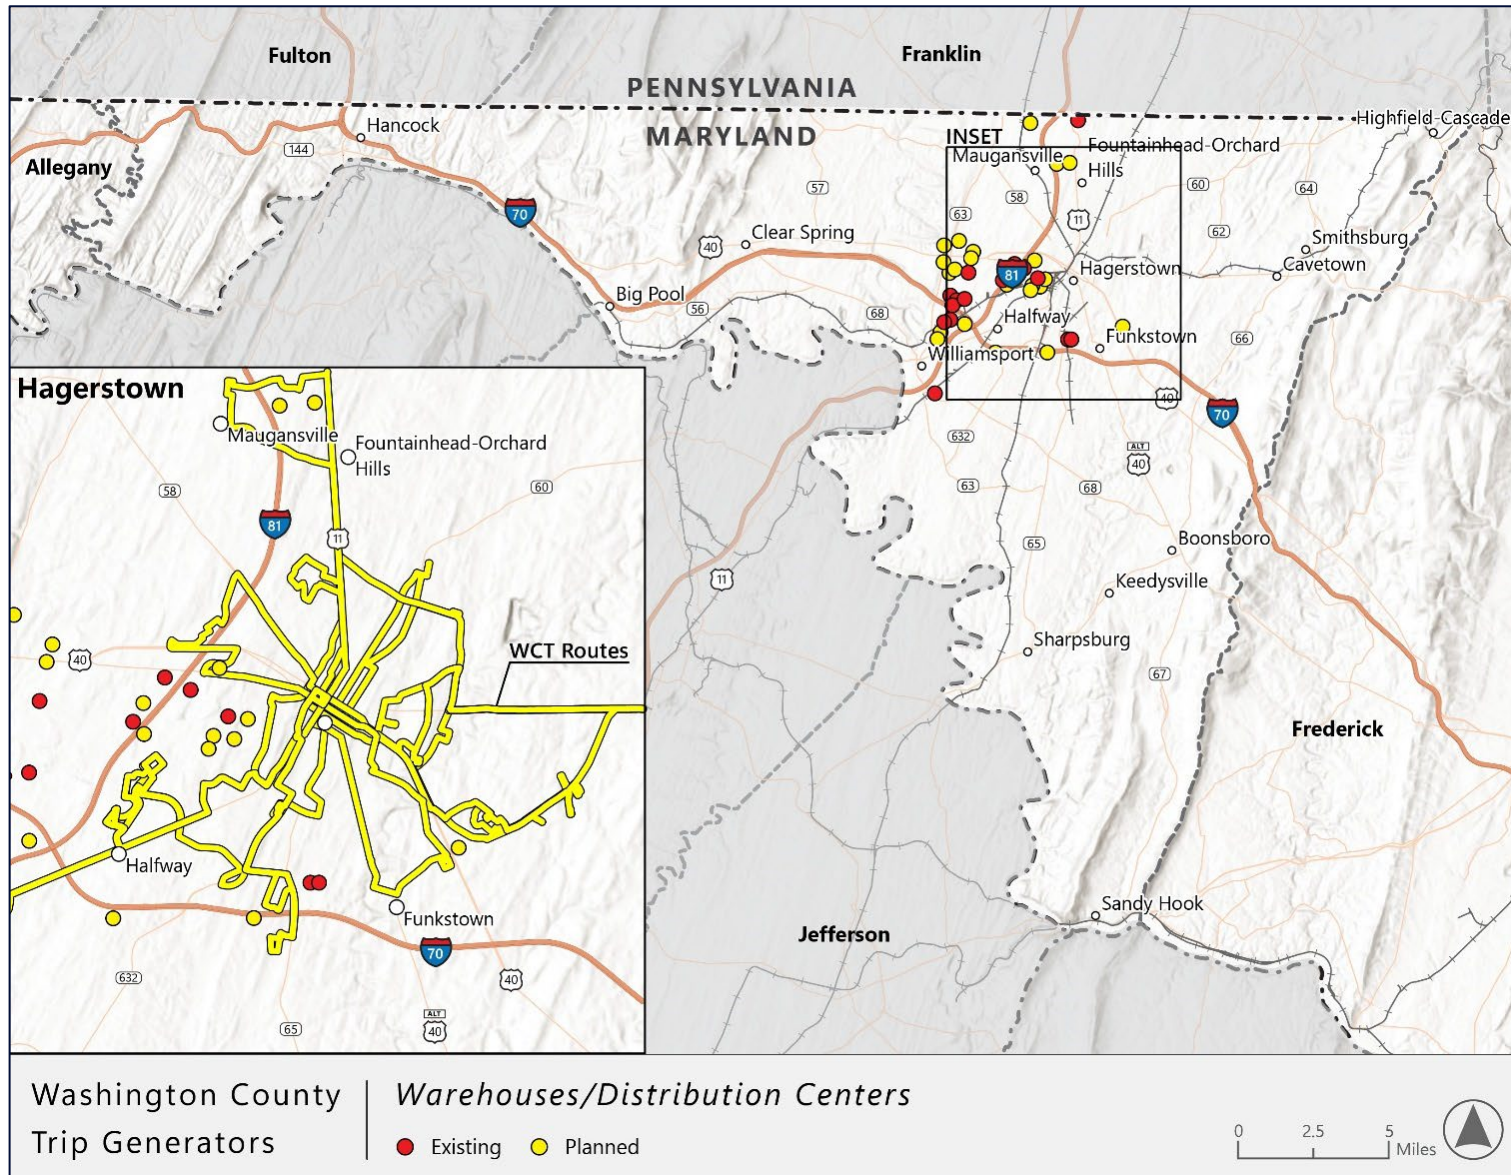 Fulton
Franklin
PENNSYLVANIA
MARYLAND
Hancock
144
Allegany
70
57
40
Clear Spring
Big Pool
56
68
INSET
Maugansville
Fountainhead-Orchard
Hills
Highfield-Cascade
58
63
11
60
64
62
Smithsburg
Cavetown
81
Hagerstown
Halfway
Williamsport
Funkstown
66
40
70
632
ALT
40
63
68
65
11
Boonsboro
Keedysville
Sharpsburg
67
Frederick
Sandy Hook
Jefferson
Hagerstown
Maugansville
Fountainhead-Orchard
Hills
58
60
81
11
40
WCT Routes
Halfway
Funkstown
70
632
40
65
ALT
40
Washington County
Trip Generators
Warehouses/Distribution Centers
Existing
Planned
0
2.5
5
Miles